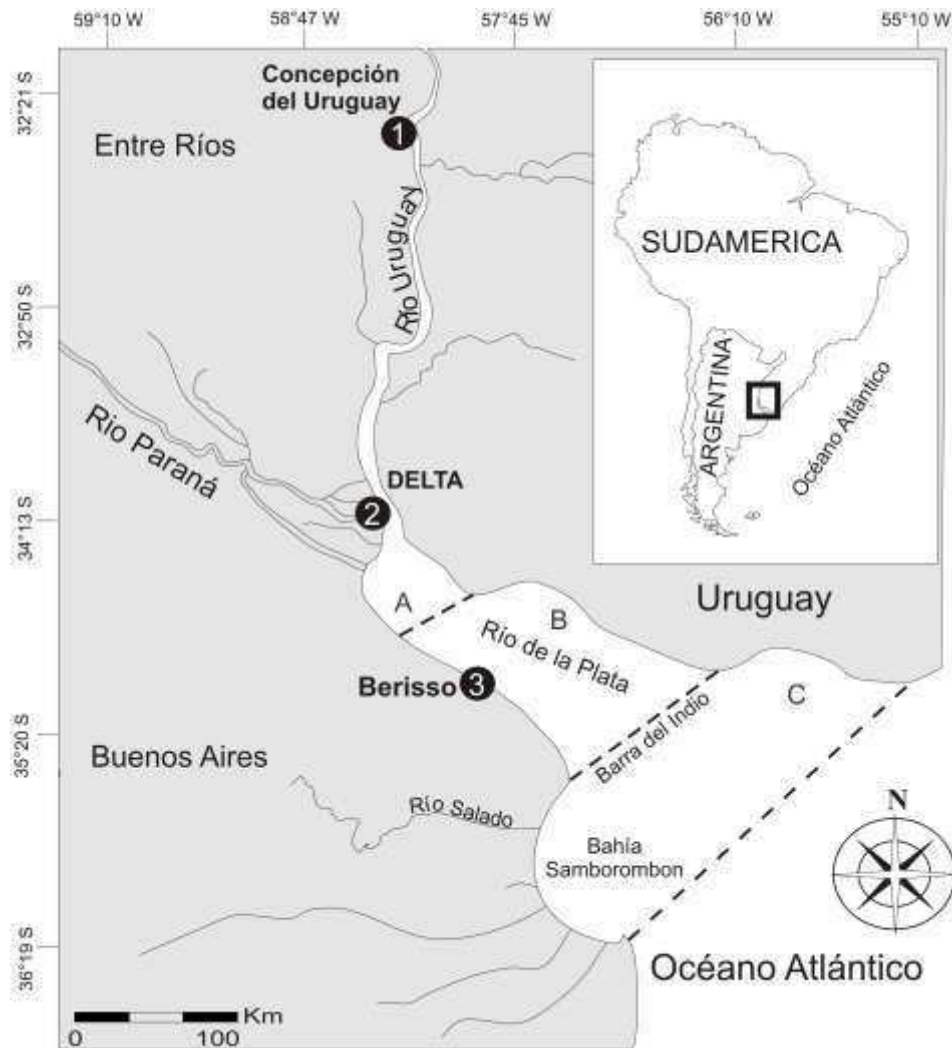 59°10 W
58°47 W
57°45 W
56°10 W
55°10 W
32°21 S
32°50 S
34°13 S
35°20 S
36°19 S
Concepción
del Uruguay
1
Entre Ríos
Río Uruguay
Rio Paraná
DELTA
2
A
B
C
Río de la Plata
Uruguay
Berisso
3
Barra del Indio
Buenos Aires
Río Salado
Bahía
Samborombon
Océano Atlántico
N
Km
0
100
SUDAMERICA
ARGENTINA
Océano Atlántico